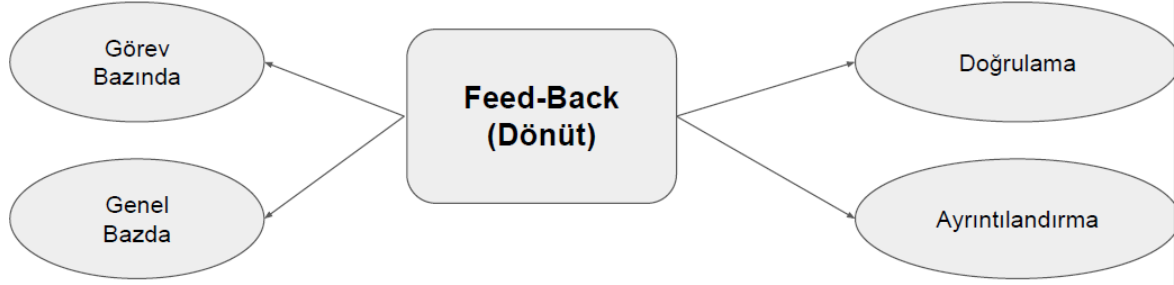 Görev
Bazında
Genel
Bazda
Feed-Back
(Dönüt)
Doğrulama
Ayrıntılandırma